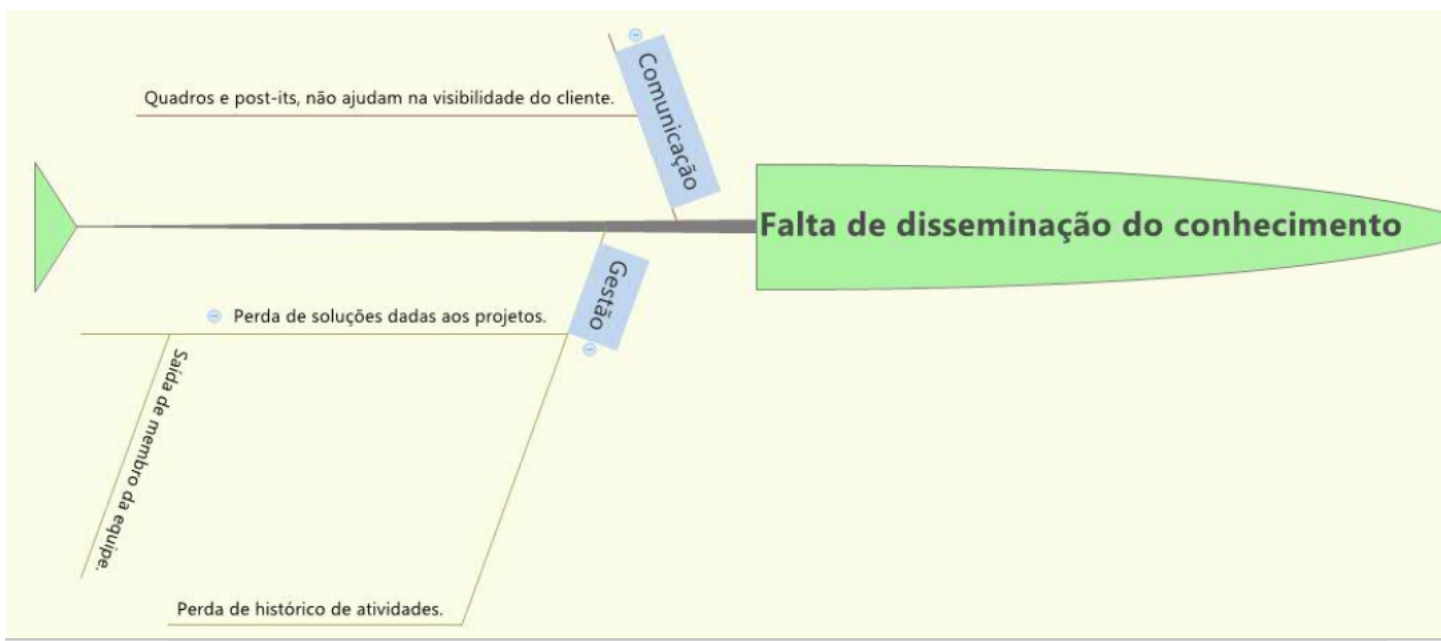 Comunicação
Quadros e post-its, não ajudam na visibilidade do cliente.
Falta de disseminação do conhecimento
Gestão
Perda de soluções dadas aos projetos.
Saída de membro da equipe.
Perda de histórico de atividades.